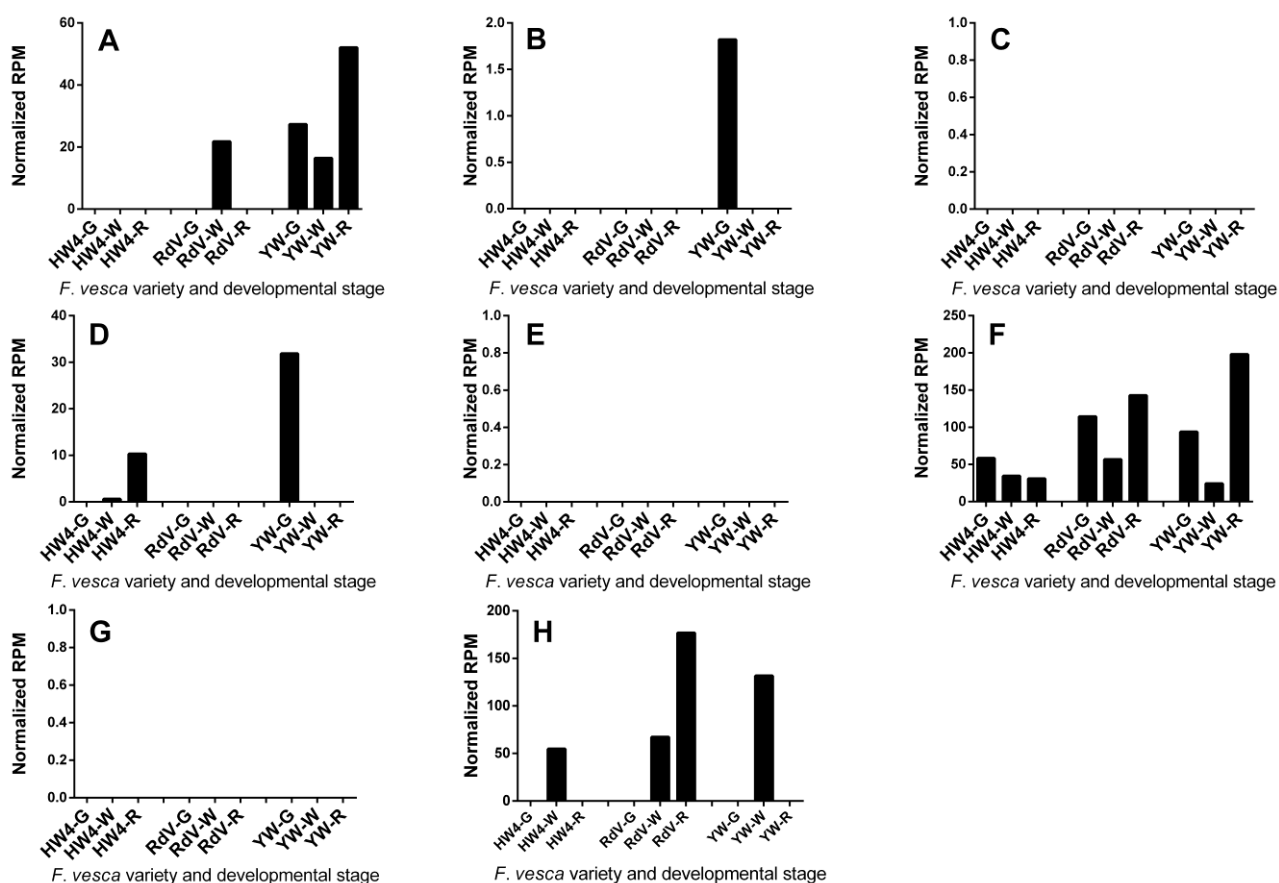 A
Normalized RPM
60
40
20
0
HW4-G
HW4-W
HW4-R
RdV-G
RdV-W
RdV-R
YW-G
YW-W
YW-R
F. vesca variety and developmental stage
B
Normalized RPM
2.0
1.5
1.0
0.5
0.0
HW4-G
HW4-W
HW4-R
RdV-G
RdV-W
RdV-R
YW-G
YW-W
YW-R
F. vesca variety and developmental stage
C
Normalized RPM
1.0
0.8
0.6
0.4
0.2
0.0
HW4-G
HW4-W
HW4-R
RdV-G
RdV-W
RdV-R
YW-G
YW-W
YW-R
F. vesca variety and developmental stage
D
Normalized RPM
40
30
20
10
0
HW4-G
HW4-W
HW4-R
RdV-G
RdV-W
RdV-R
YW-G
YW-W
YW-R
F. vesca variety and developmental stage
E
Normalized RPM
1.0
0.8
0.6
0.4
0.2
0.0
HW4-G
HW4-W
HW4-R
RdV-G
RdV-W
RdV-R
YW-G
YW-W
YW-R
F. vesca variety and developmental stage
F
Normalized RPM
250
200
150
100
50
0
HW4-G
HW4-W
HW4-R
RdV-G
RdV-W
RdV-R
YW-G
YW-W
YW-R
F. vesca variety and developmental stage
G
Normalized RPM
1.0
0.8
0.6
0.4
0.2
0.0
HW4-G
HW4-W
HW4-R
RdV-G
RdV-W
RdV-R
YW-G
YW-W
YW-R
F. vesca variety and developmental stage
H
Normalized RPM
200
150
100
50
0
HW4-G
HW4-W
HW4-R
RdV-G
RdV-W
RdV-R
YW-G
YW-W
YW-R
F. vesca variety and developmental stage